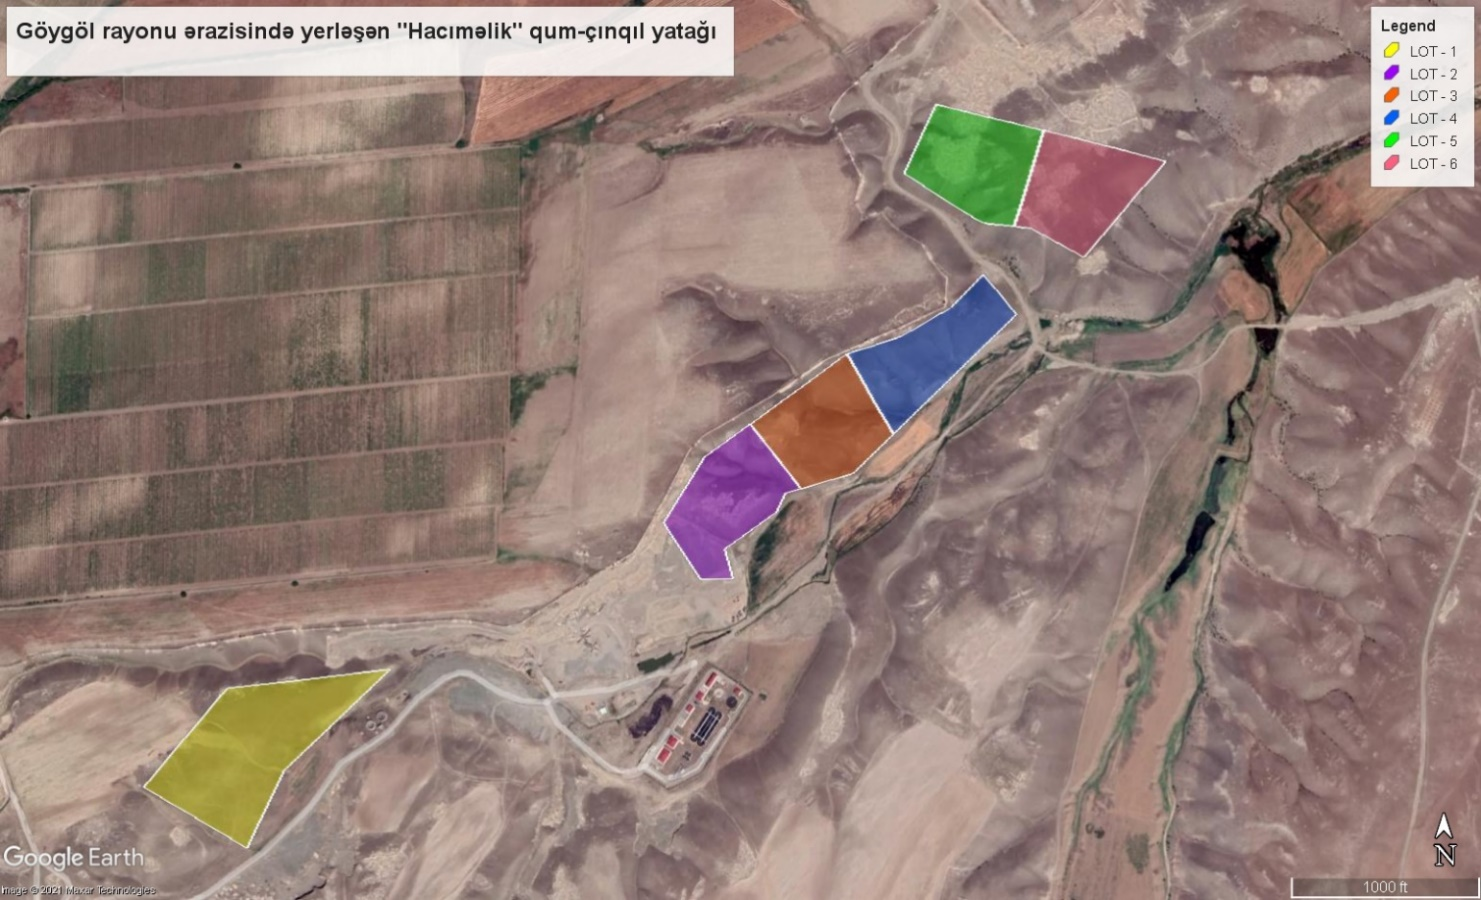 Göygöl rayonu ərazisində yerləşən "Hacıməlik" qum-çınqıl yatağı
Legend
LOT - 1
LOT - 2
LOT - 3
LOT - 4
LOT - 5
LOT - 6
Google Earth
Image © 2021 Maxar Technologies
N
1000 ft